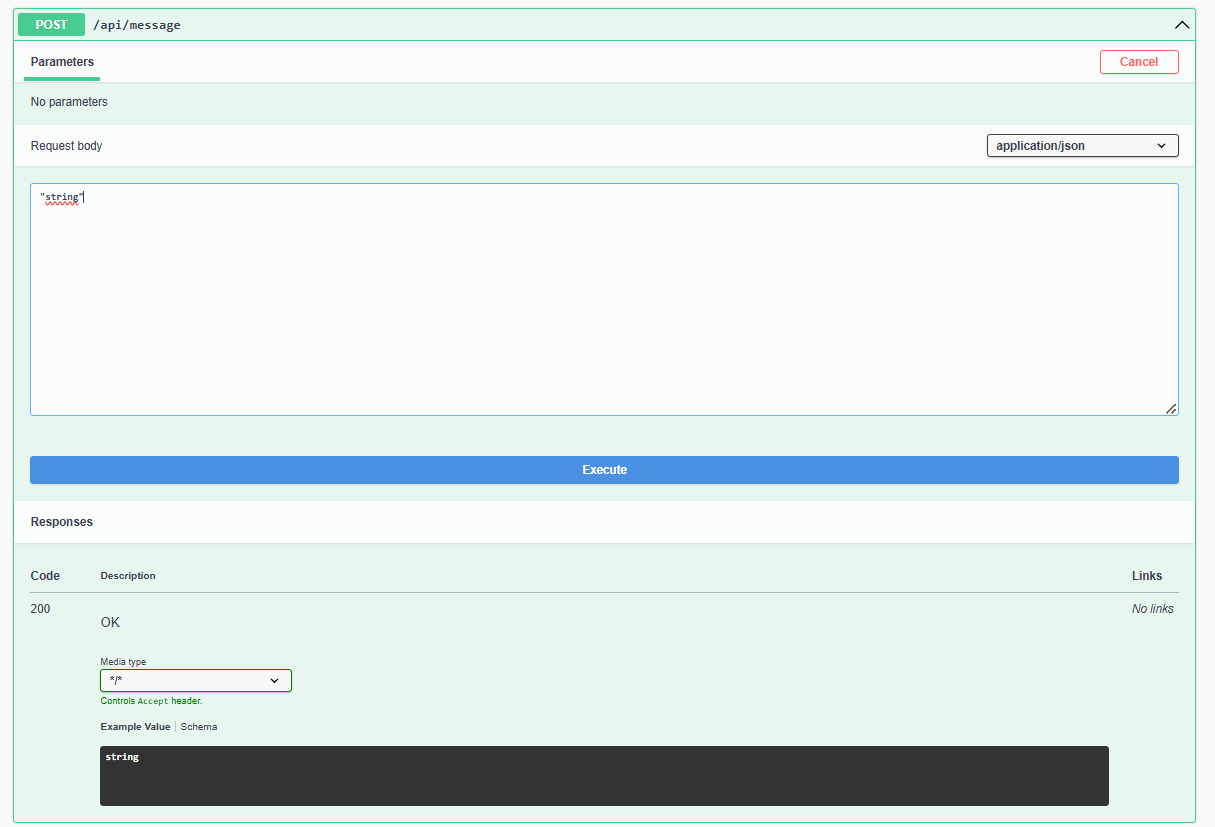 POST /api/message
Parameters Cancel
No parameters
Request body application/json
"string"
Execute
Responses
Code Description Links
200 No links
OK
Media type
*/*
Controls Accept header.
Example Value Schema
string